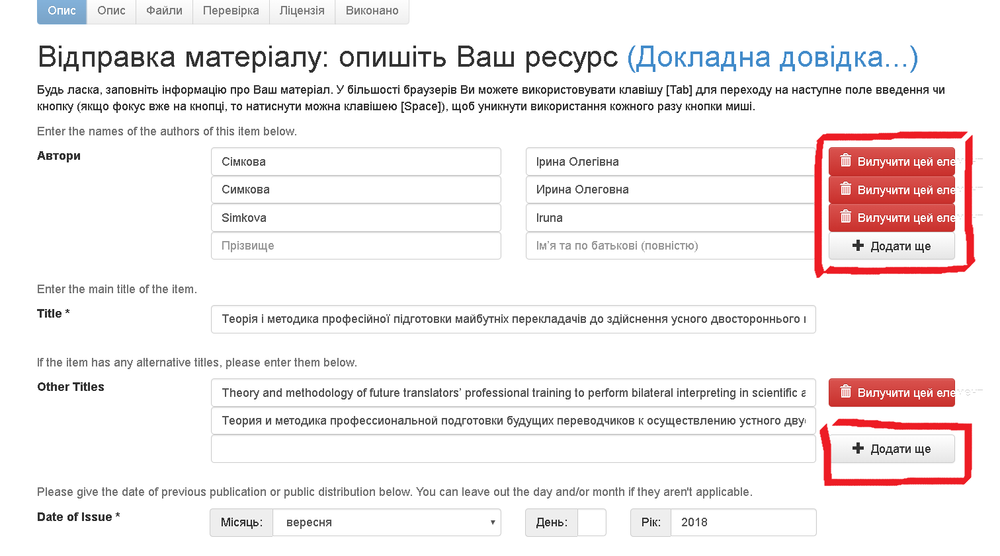 Опис Опис Файли Перевірка Ліцензія Виконано
Відправка матеріалу: опишіть Ваш ресурс (Докладна довідка...)
Будь ласка, заповніть інформацію про Ваш матеріал. У більшості браузерів Ви можете використовувати клавішу [Tab] для переходу на наступне поле введення чи
кнопку (якщо фокус вже на кнопці, то натиснути можна клавішею [Space]), щоб уникнути використання кожного разу кнопки миші.
Enter the names of the authors of this item below.
Автори Сімкова Ірина Олегівна Вилучити цей елемент
Симкова Ирина Олеговна Вилучити цей елемент
Simkova Iruna Вилучити цей елемент
Прізвище Ім'я та по батькові (повністю) Додати ще
Enter the main title of the item.
Title * Теорія і методика професійної підготовки майбутніх перекладачів до здійснення усного двостороннього
If the item has any alternative titles, please enter them below.
Other Titles Theory and methodology of future translators' professional training to perform bilateral interpreting in scientific a Вилучити цей елемент
Теория и методика профессиональной подготовки будущих переводчиков к осуществлению устного двус
Додати ще
Please give the date of previous publication or public distribution below. You can leave out the day and/or month if they aren't applicable.
Date of Issue * Місяць: вересня День: Рік: 2018